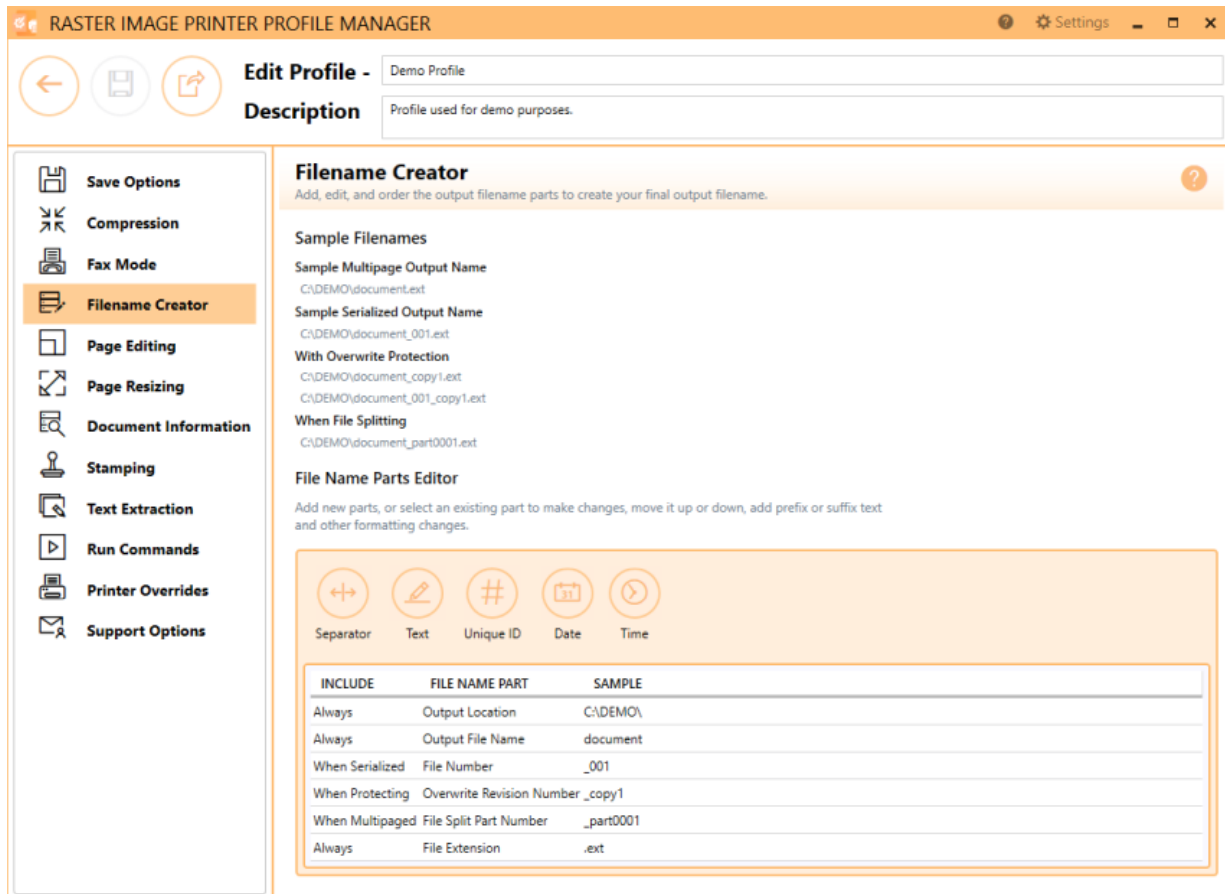 RASTER IMAGE PRINTER PROFILE MANAGER
Settings
Edit Profile - Demo Profile
Description Profile used for demo purposes.
Save Options
Compression
Fax Mode
Filename Creator
Page Editing
Page Resizing
Document Information
Stamping
Text Extraction
Run Commands
Printer Overrides
Support Options
Filename Creator
Add, edit, and order the output filename parts to create your final output filename.
Sample Filenames
Sample Multipage Output Name
C:\DEMO\document.ext
Sample Serialized Output Name
C:\DEMO\document_001.ext
With Overwrite Protection
C:\DEMO\document_copy1.ext
C:\DEMO\document_001_copy1.ext
When File Splitting
C:\DEMO\document_part0001.ext
File Name Parts Editor
Add new parts, or select an existing part to make changes, move it up or down, add prefix or suffix text
and other formatting changes.
31
Separator Text Unique ID Date Time
INCLUDE FILE NAME PART SAMPLE
Always Output Location C:\DEMO\
Always Output File Name document
When Serialized File Number _001
When Protecting Overwrite Revision Number _copy1
When Multipaged File Split Part Number _part0001
Always File Extension .ext